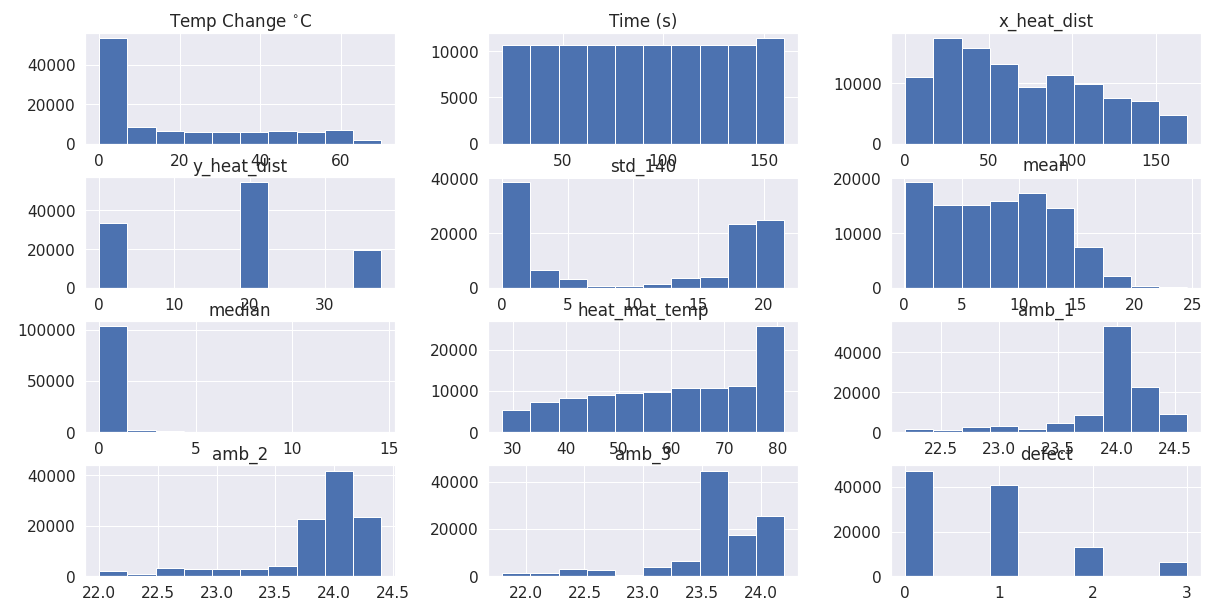 Temp Change °C
Time (s)
x_heat_dist
40000
20000
0
0 20 40 60
10000
5000
0
50 100 150
10000
0
0 50 100 150
y_heat_dist
std_140
mean
40000
20000
0
0 10 20 30
40000
20000
0
0 5 10 15 20
20000
10000
0
0 5 10 15 20 25
median
heat_mat_temp
amb_1
100000
50000
0
0 5 10 15
20000
10000
0
30 40 50 60 70 80
40000
20000
0
22.5 23.0 23.5 24.0 24.5
amb_2
amb_3
defect
40000
20000
0
22.0 22.5 23.0 23.5 24.0 24.5
40000
20000
0
22.0 22.5 23.0 23.5 24.0
40000
20000
0
0 1 2 3